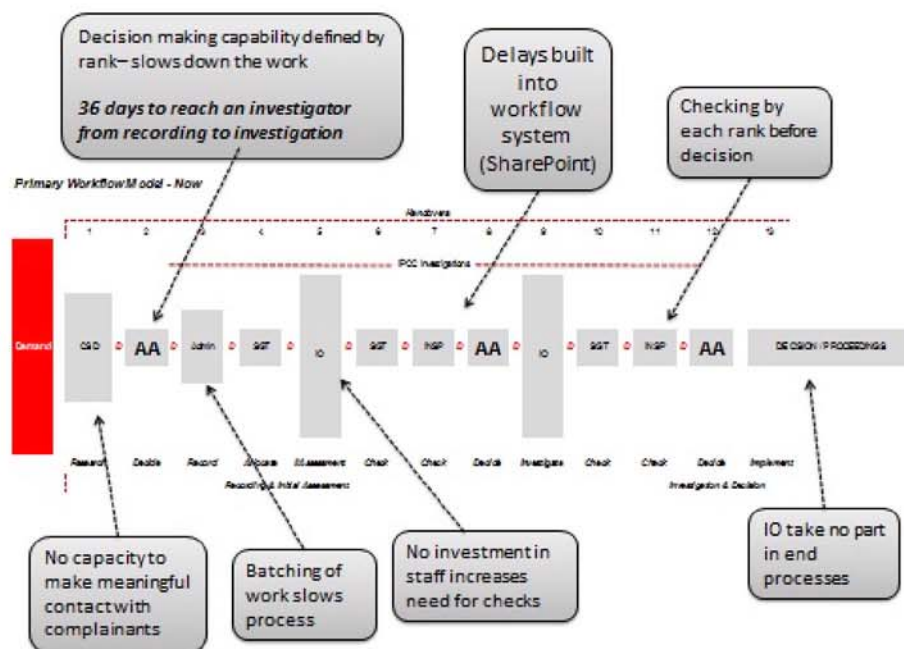 Decision making capability defined by
rank– slows down the work
36 days to reach an investigator
from recording to investigation
Delays built
into
workflow
system
(SharePoint)
Checking by
each rank before
decision
Primary Workflow Model - Now
Handovers
1 2 3 4 5 6 7 8 9 10 11 12 13
IPCC Investigations
Demand
CSD AA Admin SGT IO SGT INSP AA IO SGT INSP AA DECISION / PROCEEDINGS
Research Decide Record Allocate Check Check Decide Investigate Check Check Decide Implement
Recording & Initial Assessment
Investigation & Decision
No capacity to
make meaningful
contact with
complainants
Batching of
work slows
process
No investment in
staff increases
need for checks
IO take no part
in end
processes